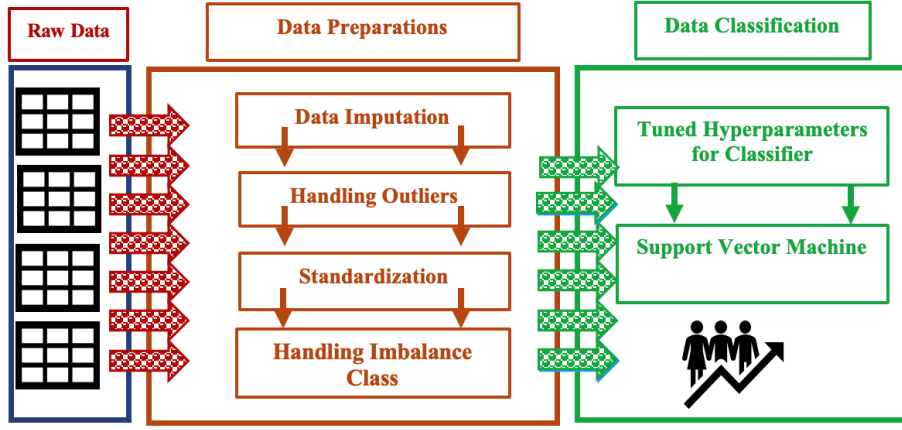 Raw Data
Data Preparations
Data Classification
Data Imputation
Handling Outliers
Standardization
Handling Imbalance
Class
Tuned Hyperparameters
for Classifier
Support Vector Machine